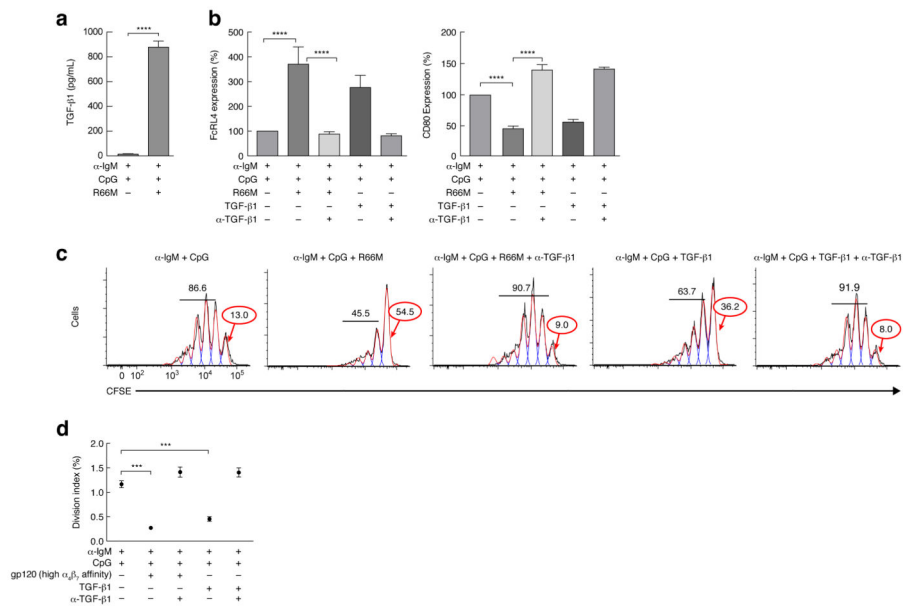 a
b
****
1,000
800
600
400
200
0
TGF-β1 (pg/mL)
α-IgM + +
CpG + +
R66M – +
****
****
500
400
300
200
100
0
FcRL4 expression (%)
α-IgM + + + + +
CpG + + + + +
R66M – + + – –
TGF-β1 – – – + +
α-TGF-β1 – – + – +
****
****
200
150
100
50
0
CD80 Expression (%)
+ + + + +
+ + + + +
– + + – –
– – – + +
– – + – +
c
α-IgM + CpG
α-IgM + CpG + R66M
α-IgM + CpG + R66M + α-TGF-β1
α-IgM + CpG + TGF-β1
α-IgM + CpG + TGF-β1 + α-TGF-β1
Cells
86.6
13.0
45.5
54.5
90.7
9.0
63.7
36.2
91.9
8.0
0 10² 10³ 10⁴ 10⁵
CFSE
d
***
***
2.0
1.5
1.0
0.5
0
Division index (%)
α-IgM + + + + +
CpG + + + + +
gp120 (high α₄β₇ affinity) – + + – –
TGF-β1 – – – + +
α-TGF-β1 – – + – +